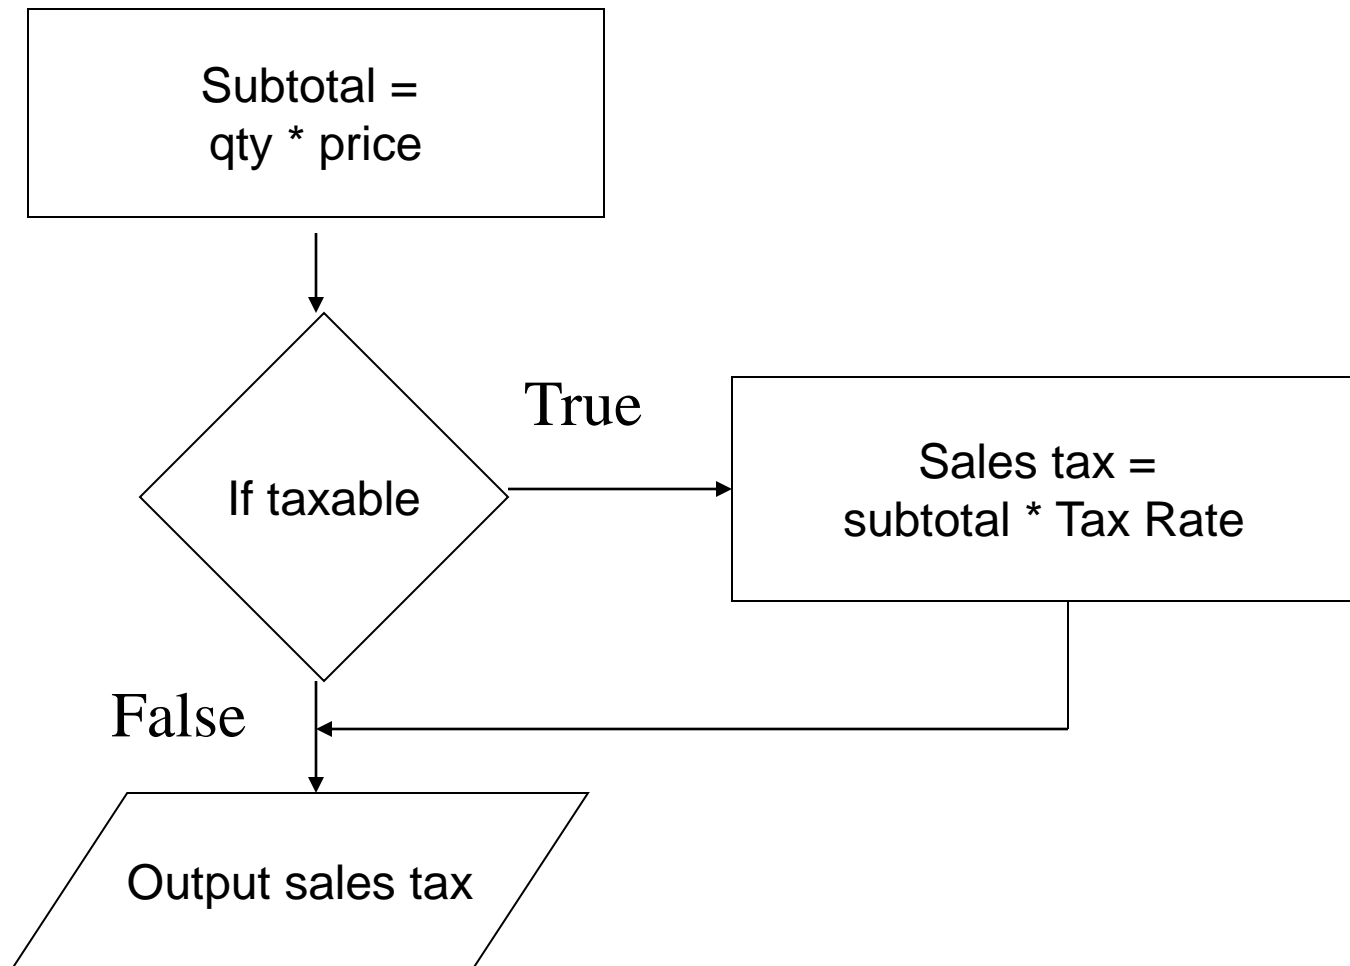 Subtotal =
qty * price
True
If taxable
Sales tax =
subtotal * Tax Rate
False
Output sales tax